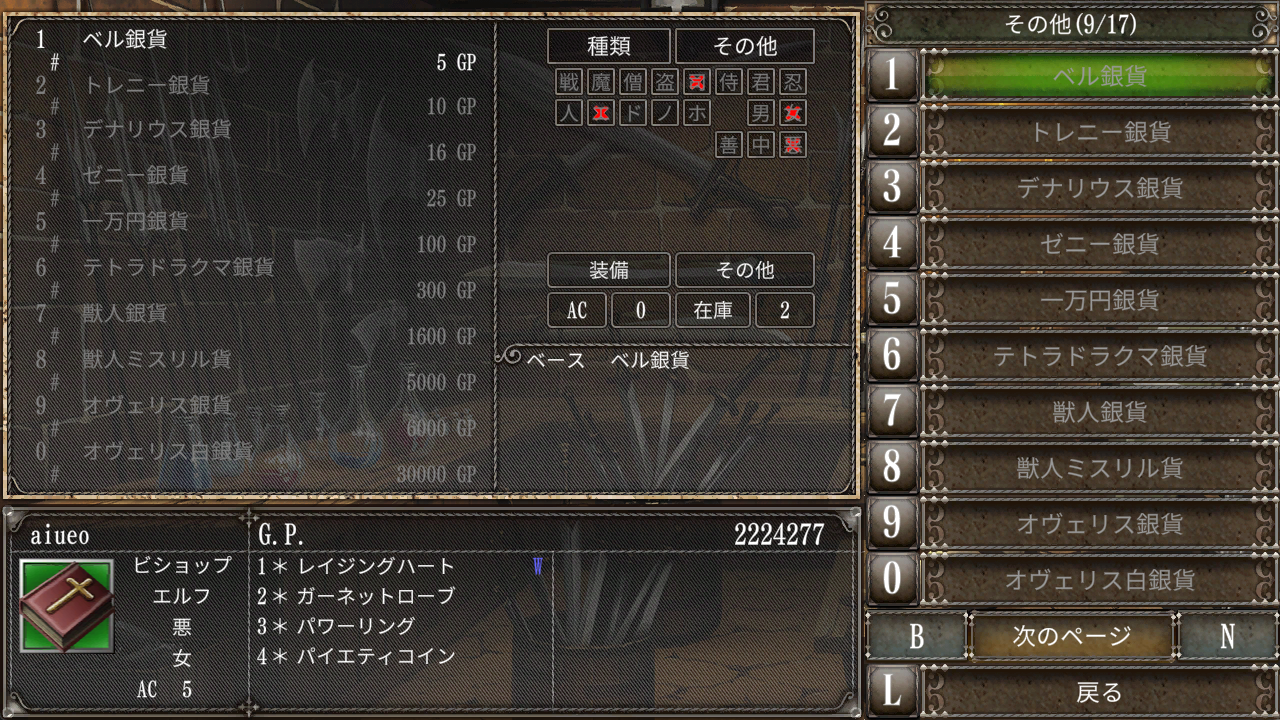 1 ベル銀貨
# 5 GP
2 トレニー銀貨
# 10 GP
3 デナリウス銀貨
# 16 GP
4 ゼニー銀貨
# 25 GP
5 一万円銀貨
# 100 GP
6 テトラドラクマ銀貨
# 300 GP
7 獣人銀貨
# 1600 GP
8 獣人ミスリル貨
# 5000 GP
9 オヴェリス銀貨
# 6000 GP
0 オヴェリス白銀貨
# 30000 GP
種類 その他
戦 魔 僧 盗 侍 君 忍
人 ド ノ ホ 男 女
善 中 悪
装備 その他
AC 0 在庫 2
ベース ベル銀貨
aiueo
ビショップ
エルフ
悪
女
AC 5
G.P. 2224277
1＊ レイジングハート W
2＊ ガーネットローブ
3＊ パワーリング
4＊ パイエティコイン
その他(9/17)
1 ベル銀貨
2 トレニー銀貨
3 デナリウス銀貨
4 ゼニー銀貨
5 一万円銀貨
6 テトラドラクマ銀貨
7 獣人銀貨
8 獣人ミスリル貨
9 オヴェリス銀貨
0 オヴェリス白銀貨
B 次のページ N
L 戻る